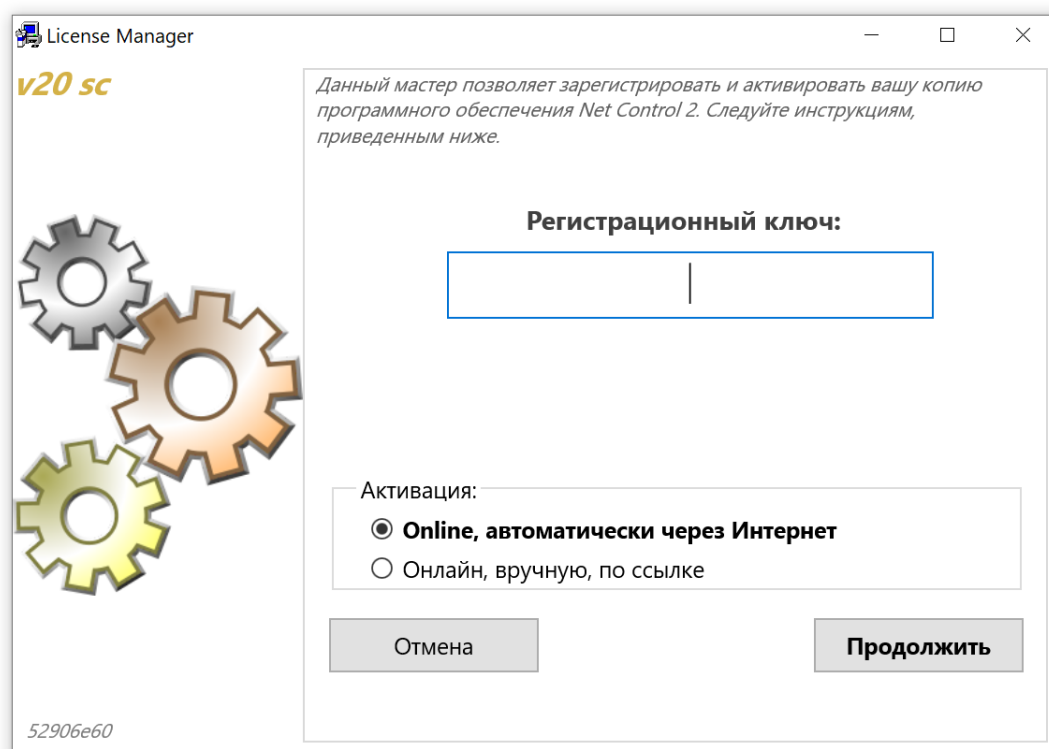 License Manager
v20 sc
Данный мастер позволяет зарегистрировать и активировать вашу копию
программного обеспечения Net Control 2. Следуйте инструкциям,
приведенным ниже.
Регистрационный ключ:
Активация:
Online, автоматически через Интернет
Онлайн, вручную, по ссылке
Отмена
Продолжить
52906e60